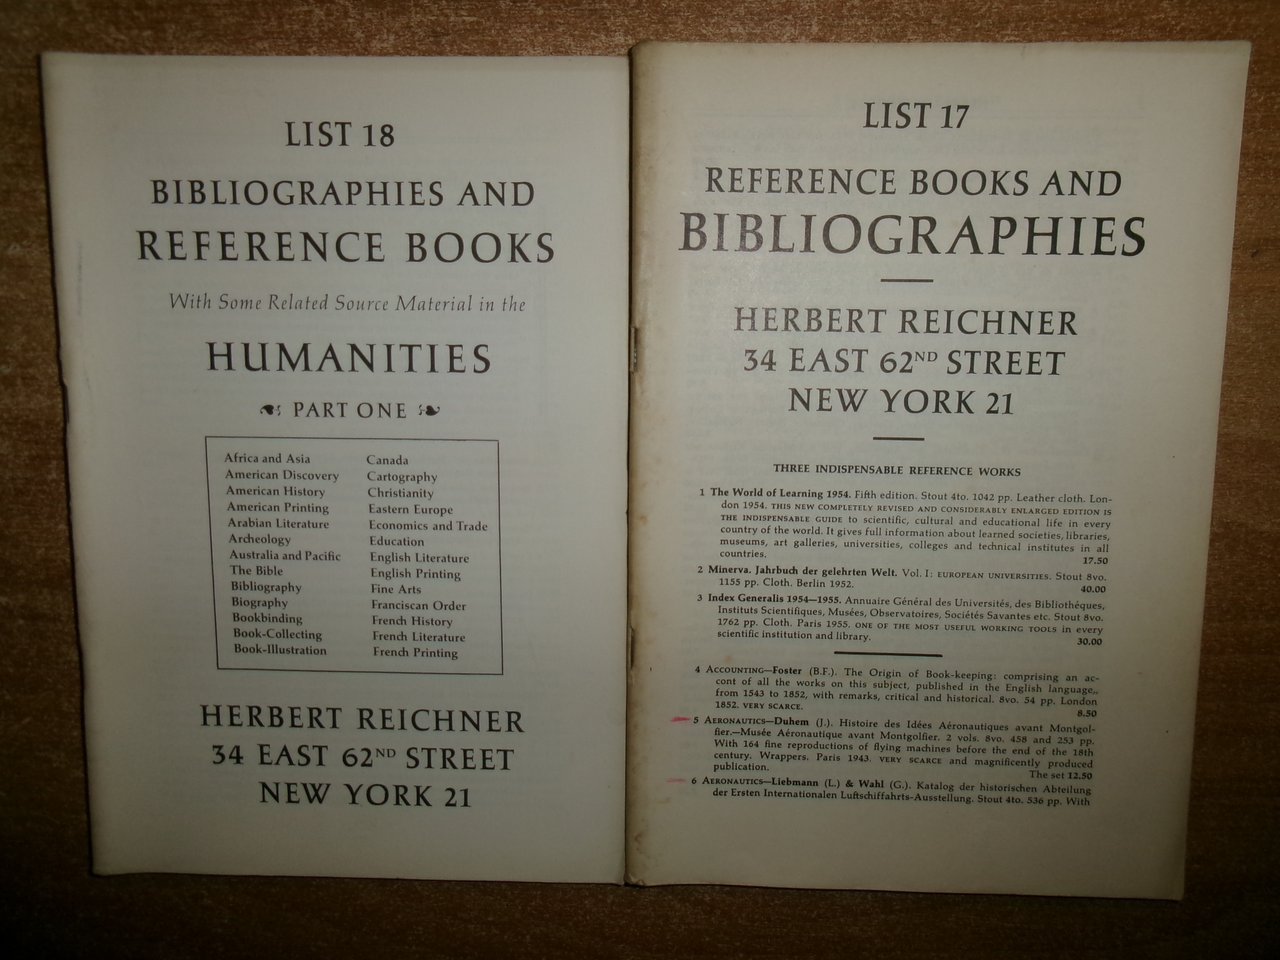 LIST 18
BIBLIOGRAPHIES AND
REFERENCE BOOKS
With Some Related Source Material in the
HUMANITIES
PART ONE
Africa and Asia
American Discovery
American History
American Printing
Arabian Literature
Archeology
Australia and Pacific
The Bible
Bibliography
Biography
Bookbinding
Book-Collecting
Book-Illustration
Canada
Cartography
Christianity
Eastern Europe
Economics and Trade
Education
English Literature
English Printing
Fine Arts
Franciscan Order
French History
French Literature
French Printing
HERBERT REICHNER
34 EAST 62ND STREET
NEW YORK 21
LIST 17
REFERENCE BOOKS AND
BIBLIOGRAPHIES
HERBERT REICHNER
34 EAST 62ND STREET
NEW YORK 21
THREE INDISPENSABLE REFERENCE WORKS
1 The World of Learning 1954. Fifth edition. Stout 4to. 1042 pp. Leather cloth. Lon-
don 1954. THIS NEW COMPLETELY REVISED AND CONSIDERABLY ENLARGED EDITION IS
THE INDISPENSABLE GUIDE to scientific, cultural and educational life in every
country of the world. It gives full information about learned societies, libraries,
museums, art galleries, universities, colleges and technical institutes in all
countries. 17.50
2 Minerva. Jahrbuch der gelehrten Welt. Vol. I: EUROPEAN UNIVERSITIES. Stout 8vo.
1155 pp. Cloth. Berlin 1952. 40.00
3 Index Generalis 1954—1955. Annuaire Général des Universités, des Bibliothèques,
Instituts Scientifiques, Musées, Observatoires, Sociétés Savantes etc. Stout 8vo.
1762 pp. Cloth. Paris 1955. ONE OF THE MOST USEFUL WORKING TOOLS in every
scientific institution and library. 30.00
4 ACCOUNTING—Foster (B.F.). The Origin of Book-keeping: comprising an ac-
cont of all the works on this subject, published in the English language,
from 1543 to 1852, with remarks, critical and historical. 8vo. 54 pp. London
1852. VERY SCARCE. 8.50
5 AERONAUTICS—Duhem (J.). Histoire des Idées Aéronautiques avant Montgol-
fier.—Musée Aéronautique avant Montgolfier. 2 vols. 8vo. 458 and 253 pp.
With 164 fine reproductions of flying machines before the end of the 18th
century. Wrappers. Paris 1943. VERY SCARCE and magnificently produced
publication. The set 12.50
6 AERONAUTICS—Liebmann (L.) & Wahl (G.). Katalog der historischen Abteilung
der Ersten Internationalen Luftschiffahrts-Ausstellung. Stout 4to. 536 pp. With